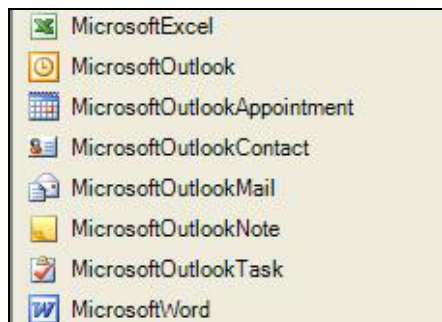 MicrosoftExcel
MicrosoftOutlook
MicrosoftOutlookAppointment
MicrosoftOutlookContact
MicrosoftOutlookMail
MicrosoftOutlookNote
MicrosoftOutlookTask
MicrosoftWord